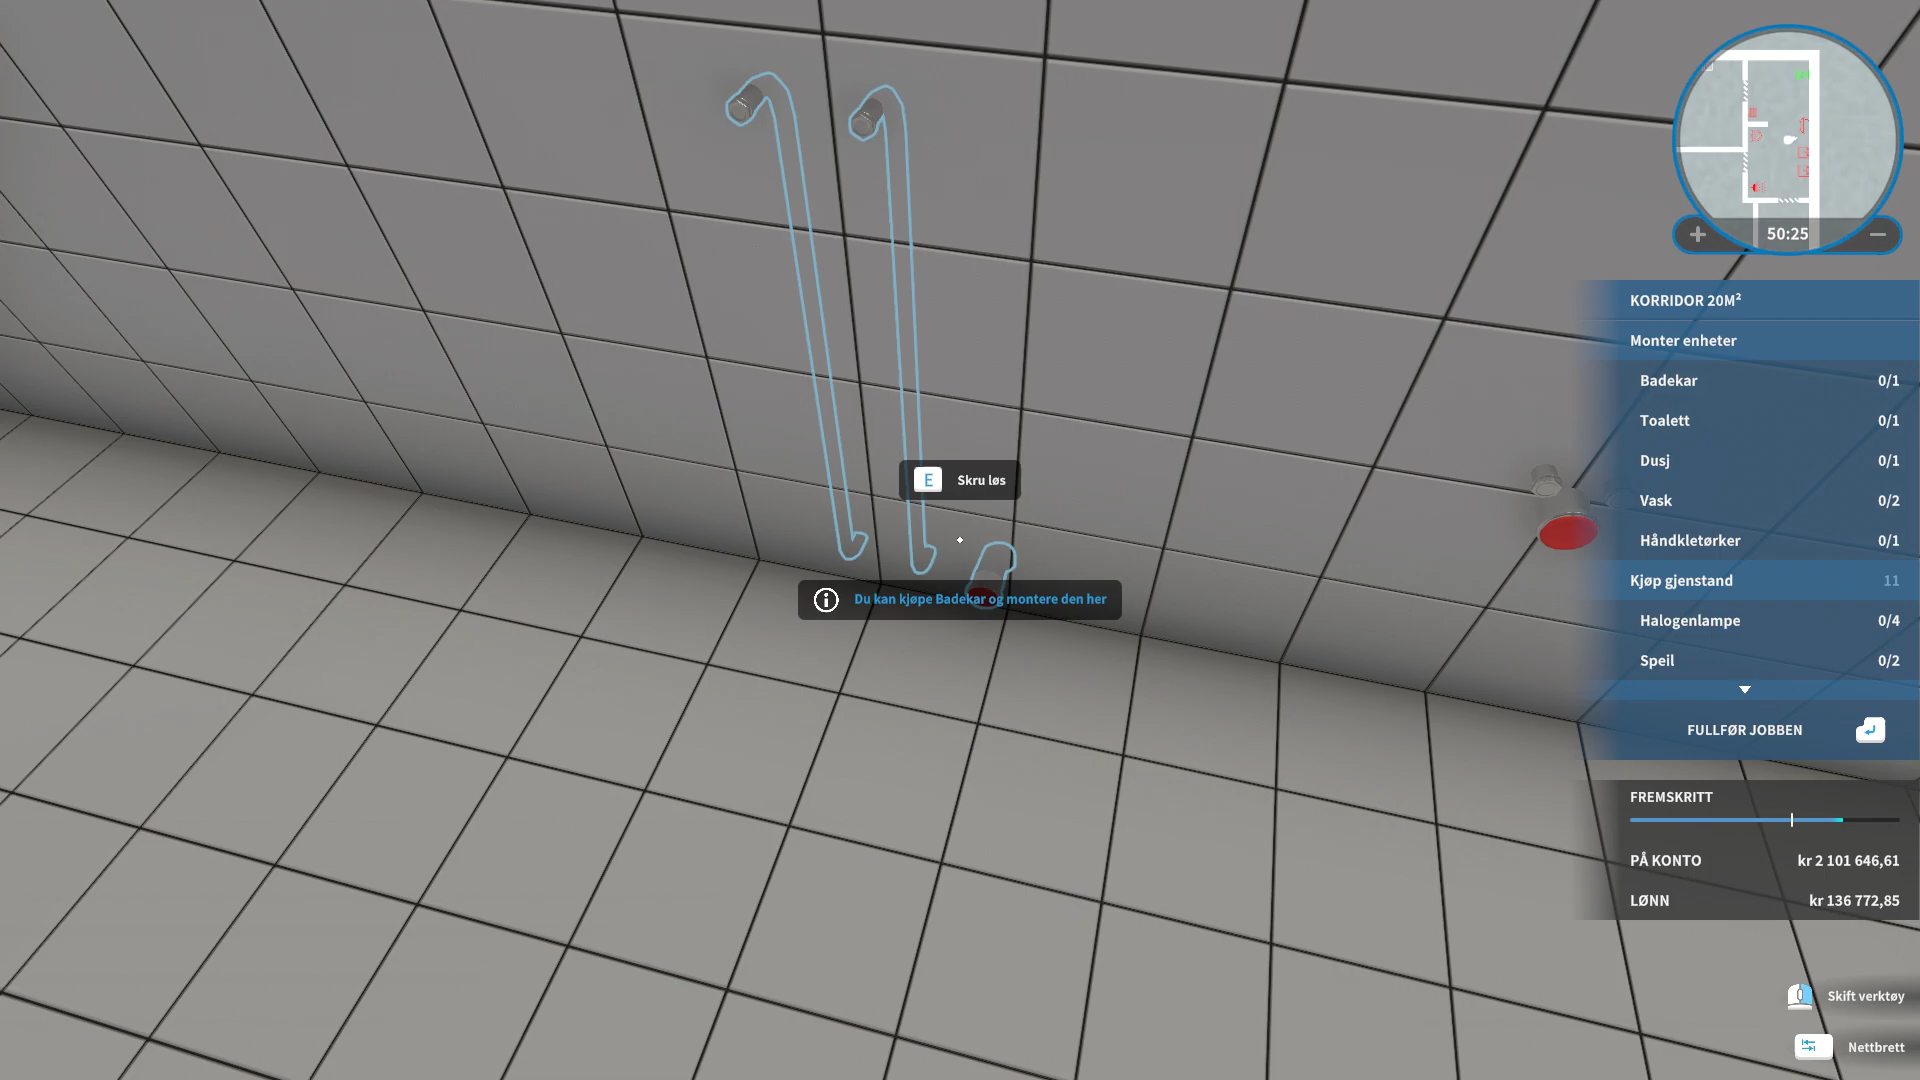 50:25
KORRIDOR 20M²
Monter enheter
Badekar 0/1
Toalett 0/1
Dusj 0/1
Vask 0/2
Håndkletørker 0/1
Kjøp gjenstand 11
Halogenlampe 0/4
Speil 0/2
FULLFØR JOBBEN
FREMSKRITT
PÅ KONTO kr 2 101 646,61
LØNN kr 136 772,85
E Skru løs
Du kan kjøpe Badekar og montere den her
Skift verktøy
Nettbrett